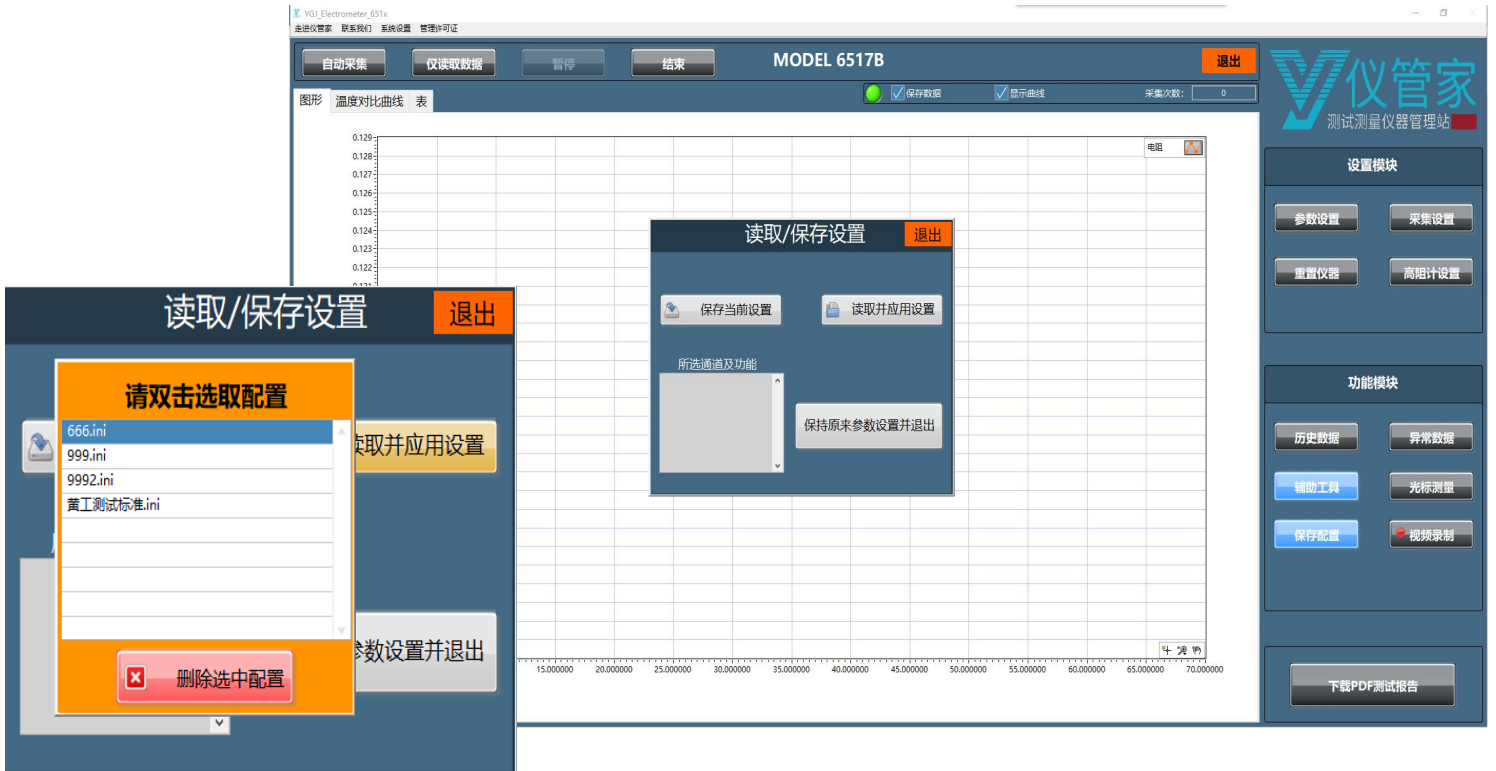 YGJ_Electrometer_651x
走进仪管家 联系我们 系统设置 管理许可证
自动采集 仅读取数据 暂停 结束 MODEL 6517B 退出
保存数据 显示曲线 采集次数: 0
图形 温度对比曲线 表
仪管家
测试测量仪器管理站
0.129
0.128
0.127
0.126
0.125
0.124
0.123
0.122
0.121
电阻
读取/保存设置 退出
保存当前设置 读取并应用设置
所选通道及功能
保持原来参数设置并退出
15.000000 20.000000 25.000000 30.000000 35.000000 40.000000 45.000000 50.000000 55.000000 60.000000 65.000000 70.000000
设置模块
参数设置 采集设置
重置仪器 高阻计设置
功能模块
历史数据 异常数据
辅助工具 光标测量
保存配置 视频录制
下载PDF测试报告
读取/保存设置 退出
请双击选取配置
666.ini
999.ini
9992.ini
黄工测试标准.ini
删除选中配置
读取并应用设置
参数设置并退出